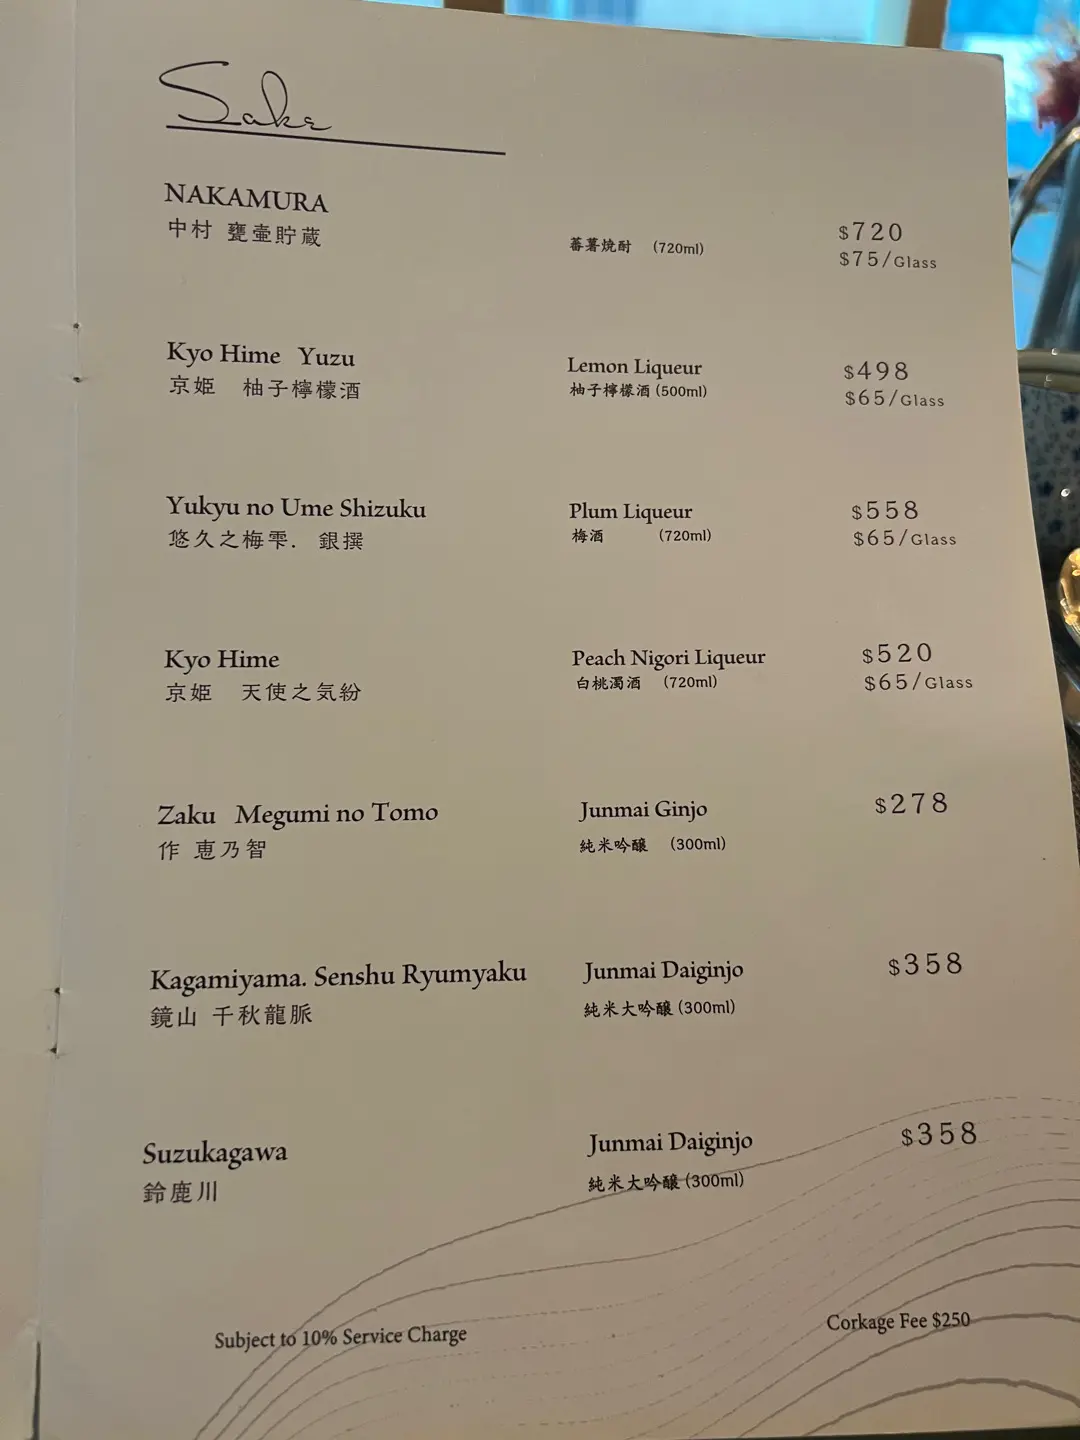 Sake
NAKAMURA
中村 甕壷貯蔵
蕃薯焼酎 (720ml)
$720
$75/Glass
Kyo Hime Yuzu
京姫 柚子檸檬酒
Lemon Liqueur
柚子檸檬酒 (500ml)
$498
$65/Glass
Yukyu no Ume Shizuku
悠久之梅雫. 銀撰
Plum Liqueur
梅酒 (720ml)
$558
$65/Glass
Kyo Hime
京姫 天使之気紛
Peach Nigori Liqueur
白桃濁酒 (720ml)
$520
$65/Glass
Zaku Megumi no Tomo
作 恵乃智
Junmai Ginjo
純米吟醸 (300ml)
$278
Kagamiyama. Senshu Ryumyaku
鏡山 千秋龍脈
Junmai Daiginjo
純米大吟醸 (300ml)
$358
Suzukagawa
鈴鹿川
Junmai Daiginjo
純米大吟醸 (300ml)
$358
Subject to 10% Service Charge
Corkage Fee $250